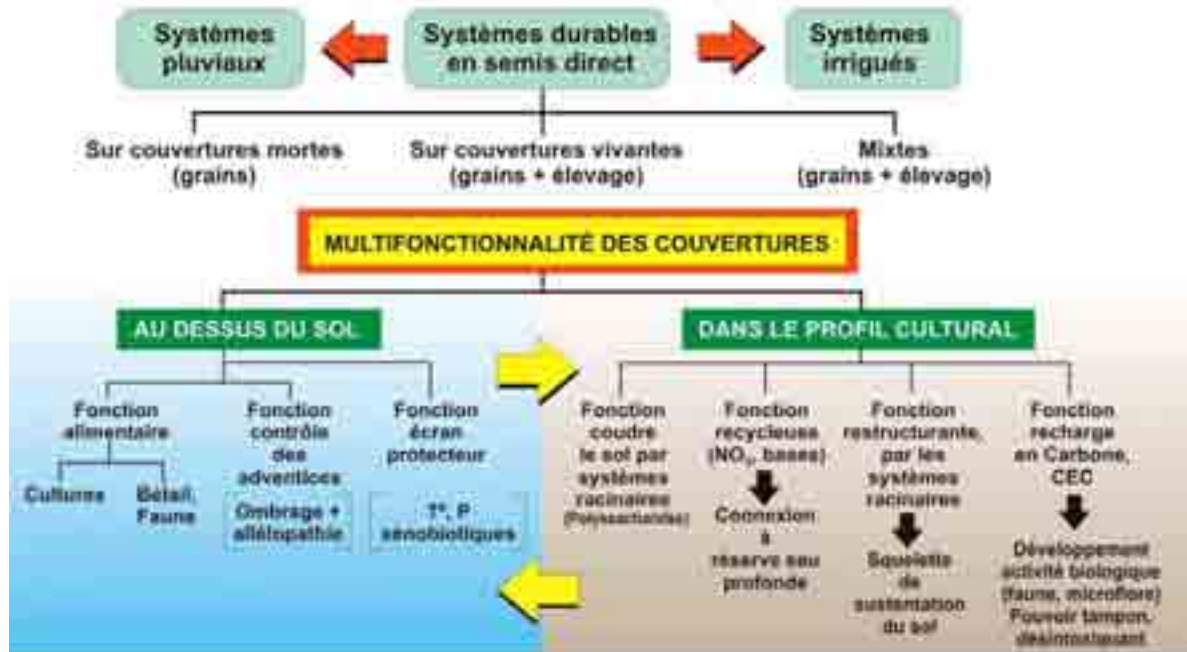 Systèmes
pluviaux
Systèmes durables
en semis direct
Systèmes
irrigués
Sur couvertures mortes
(grains)
Sur couvertures vivantes
(grains + élevage)
Mixtes
(grains + élevage)
MULTIFONCTIONNALITÉ DES COUVERTURES
AU DESSUS DU SOL
DANS LE PROFIL CULTURAL
Fonction
alimentaire
Cultures
Bétail,
Faune
Fonction
contrôle
des
adventices
Ombrage +
allélopathie
Fonction
écran
protecteur
T°, P
xénobiotiques
Fonction
coudre
le sol par
systèmes
racinaires
(Polysaccharides)
Fonction
recycleuse
(NO₃, bases)
Connexion
à
réserve eau
profonde
Fonction
restructurante,
par les
systèmes
racinaires
Squelette
de
sustentation
du sol
Fonction
recharge
en Carbone,
CEC
Développement
activité biologique
(faune, microflore)
Pouvoir tampon,
désintoxiquant